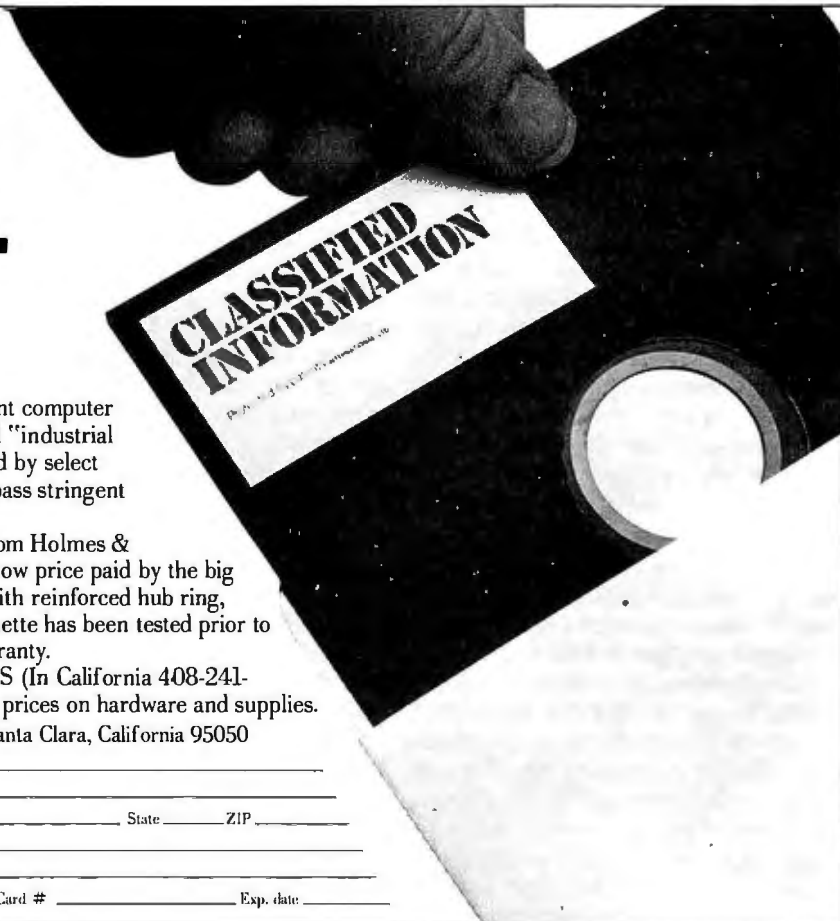 CLASSIFIED
INFORMATION
nt computer
"industrial
d by select
pass stringent
om Holmes &
ow price paid by the big
ith reinforced hub ring,
ette has been tested prior to
ranty.
S (In California 408-241-
prices on hardware and supplies.
anta Clara, California 95050
State ZIP
Card # Exp. date